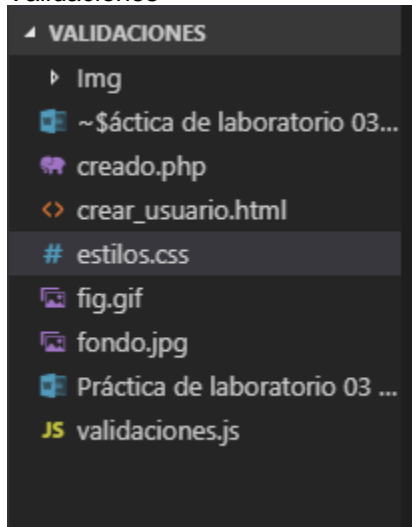 Validaciones
VALIDACIONES
Img
~$áctica de laboratorio 03...
creado.php
<> crear_usuario.html
# estilos.css
fig.gif
fondo.jpg
Práctica de laboratorio 03 ...
JS validaciones.js